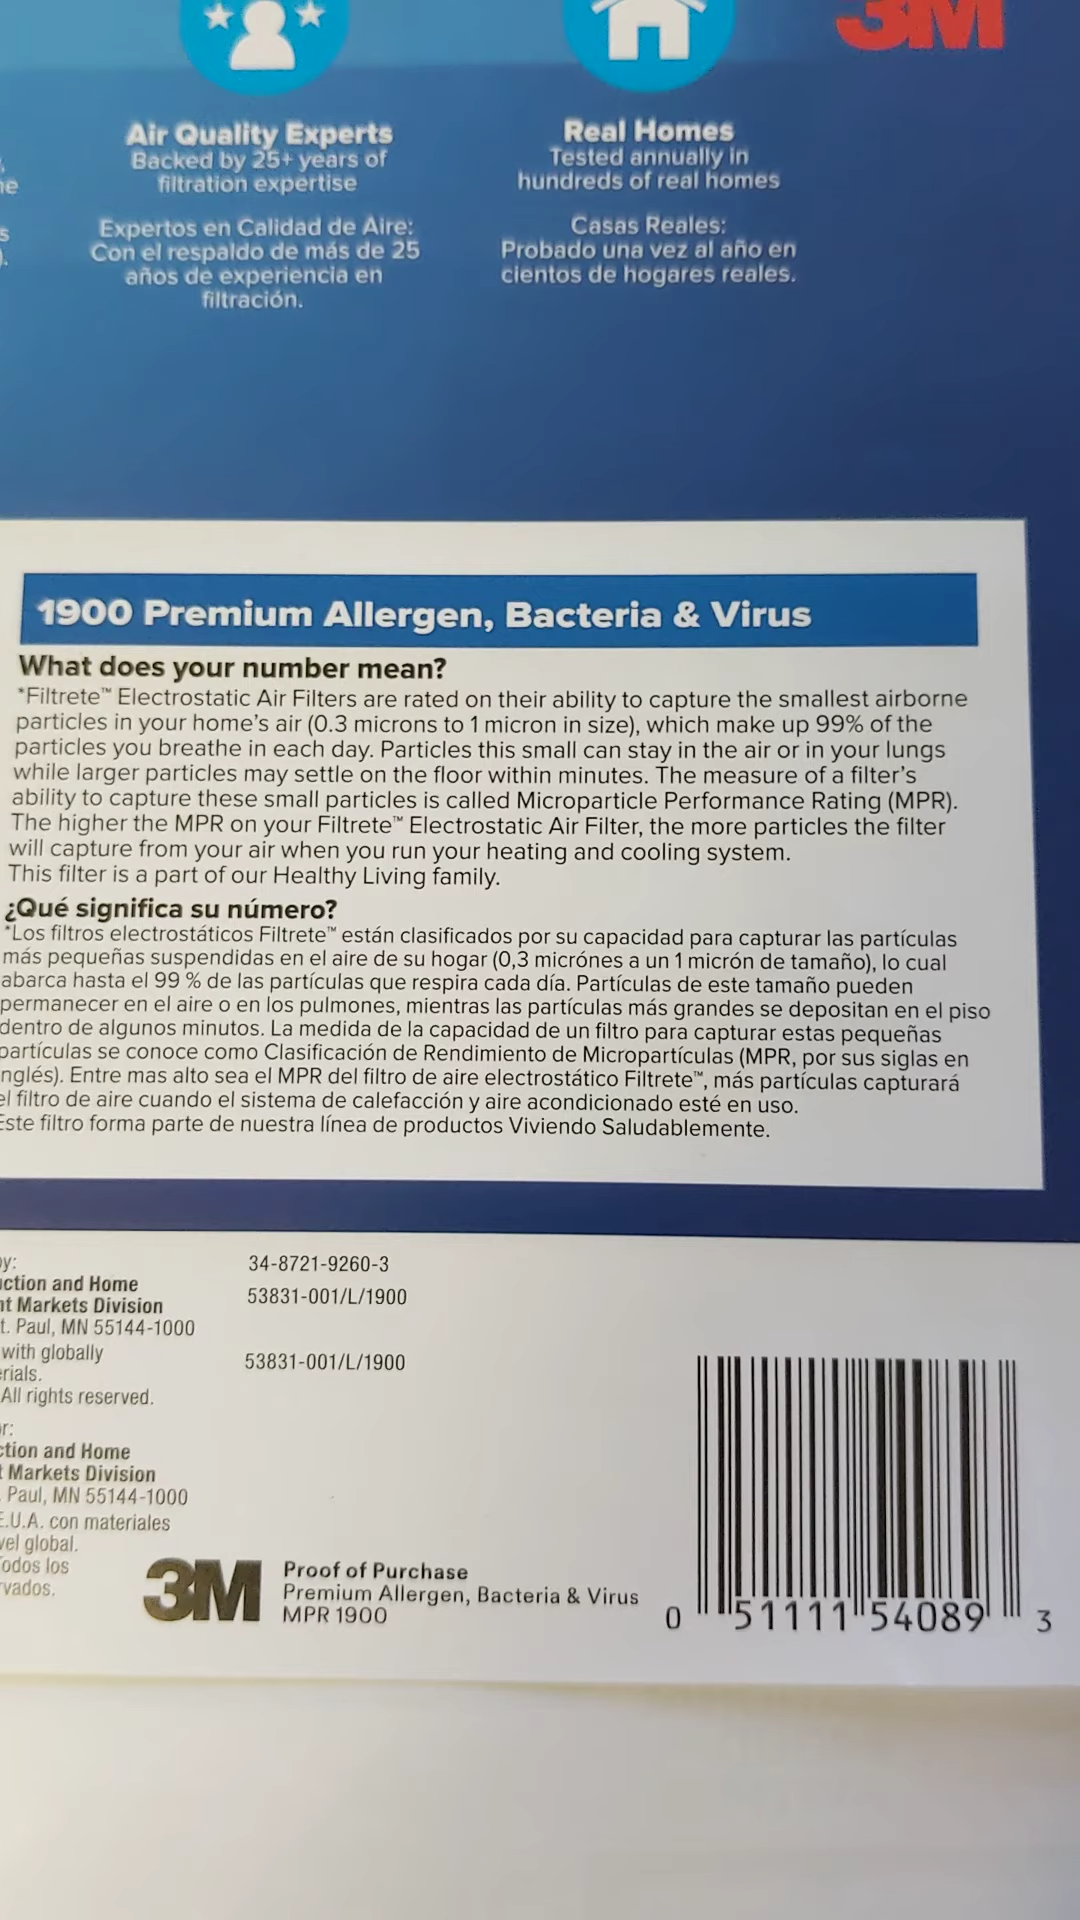 3M
Air Quality Experts
Backed by 25+ years of
filtration expertise
Expertos en Calidad de Aire:
Con el respaldo de más de 25
años de experiencia en
filtración.
Real Homes
Tested annually in
hundreds of real homes
Casas Reales:
Probado una vez al año en
cientos de hogares reales.
1900 Premium Allergen, Bacteria & Virus
What does your number mean?
*Filtrete™ Electrostatic Air Filters are rated on their ability to capture the smallest airborne
particles in your home's air (0.3 microns to 1 micron in size), which make up 99% of the
particles you breathe in each day. Particles this small can stay in the air or in your lungs
while larger particles may settle on the floor within minutes. The measure of a filter's
ability to capture these small particles is called Microparticle Performance Rating (MPR).
The higher the MPR on your Filtrete™ Electrostatic Air Filter, the more particles the filter
will capture from your air when you run your heating and cooling system.
This filter is a part of our Healthy Living family.
¿Qué significa su número?
*Los filtros electrostáticos Filtrete™ están clasificados por su capacidad para capturar las partículas
más pequeñas suspendidas en el aire de su hogar (0,3 micrónes a un 1 micrón de tamaño), lo cual
abarca hasta el 99 % de las partículas que respira cada día. Partículas de este tamaño pueden
permanecer en el aire o en los pulmones, mientras las partículas más grandes se depositan en el piso
dentro de algunos minutos. La medida de la capacidad de un filtro para capturar estas pequeñas
partículas se conoce como Clasificación de Rendimiento de Micropartículas (MPR, por sus siglas en
nglés). Entre mas alto sea el MPR del filtro de aire electrostático Filtrete™, más partículas capturará
el filtro de aire cuando el sistema de calefacción y aire acondicionado esté en uso.
Este filtro forma parte de nuestra línea de productos Viviendo Saludablemente.
y:
ction and Home
t Markets Division
t. Paul, MN 55144-1000
with globally
rials.
All rights reserved.
r:
ction and Home
t Markets Division
Paul, MN 55144-1000
E.U.A. con materiales
vel global.
odos los
vados.
34-8721-9260-3
53831-001/L/1900
53831-001/L/1900
3M
Proof of Purchase
Premium Allergen, Bacteria & Virus
MPR 1900
0 51111 54089 3